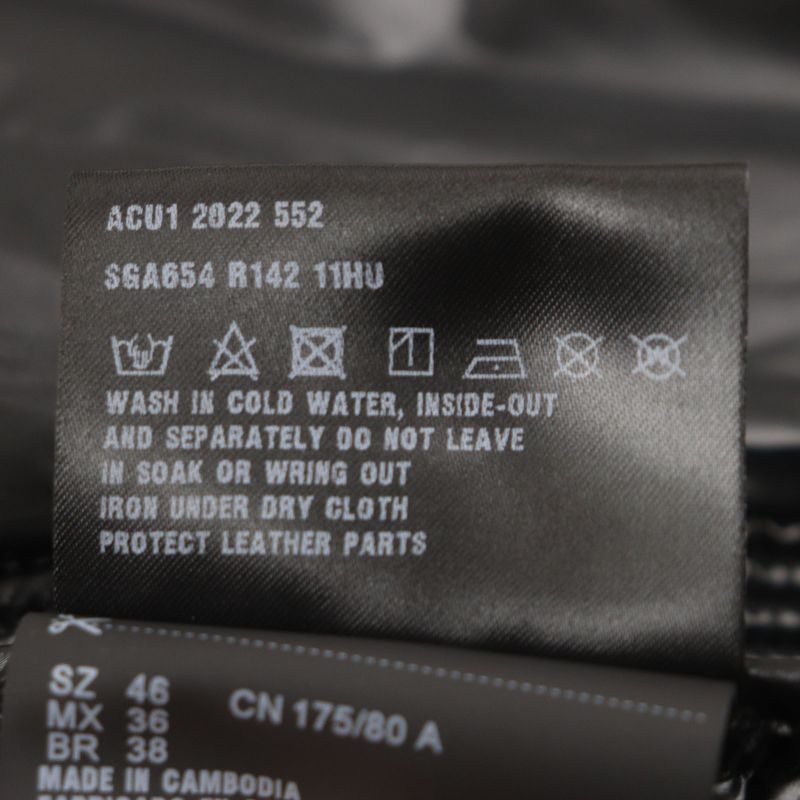 ACU1 2022 552
SGA654 R142 11HU
WASH IN COLD WATER, INSIDE-OUT
AND SEPARATELY DO NOT LEAVE
IN SOAK OR WRING OUT
IRON UNDER DRY CLOTH
PROTECT LEATHER PARTS
SZ 46
MX 36
BR 38
CN 175/80 A
MADE IN CAMBODIA